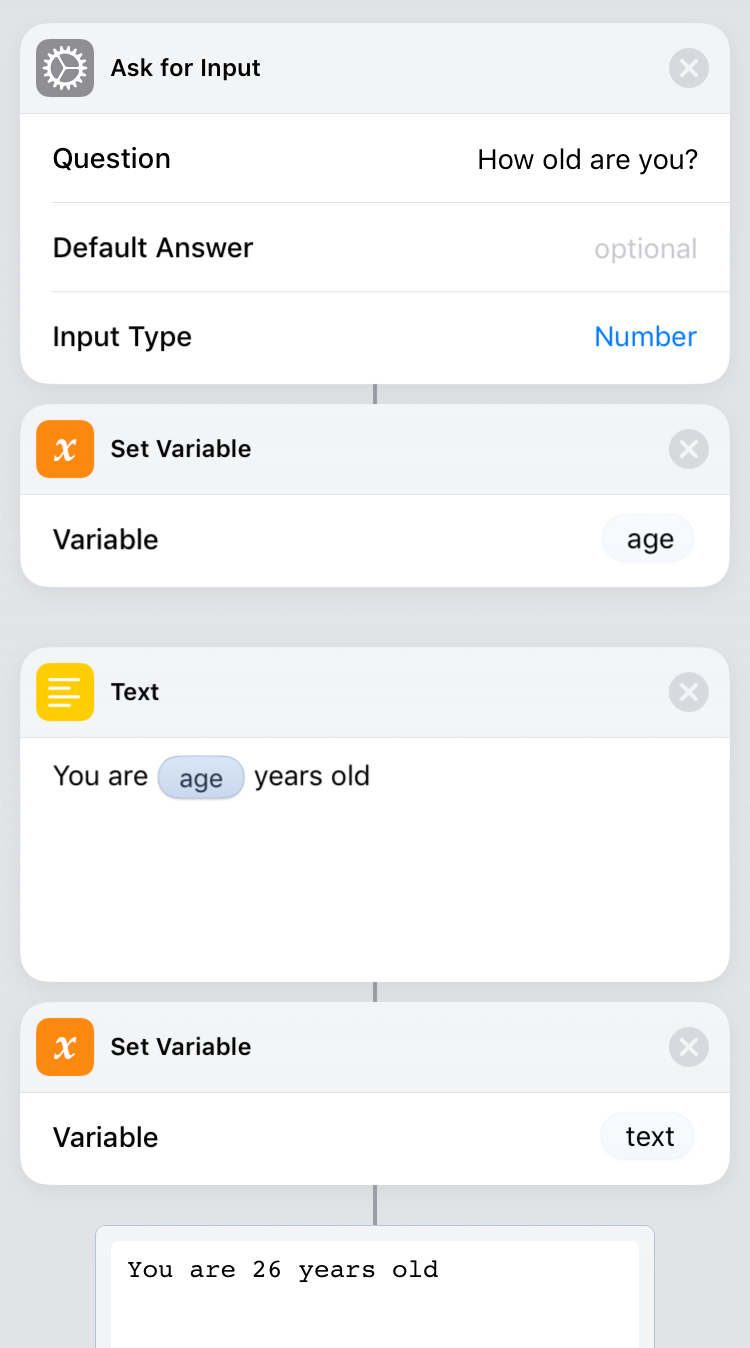 Ask for Input
Question How old are you?
Default Answer optional
Input Type Number
x Set Variable
Variable age
Text
You are age years old
x Set Variable
Variable text
You are 26 years old